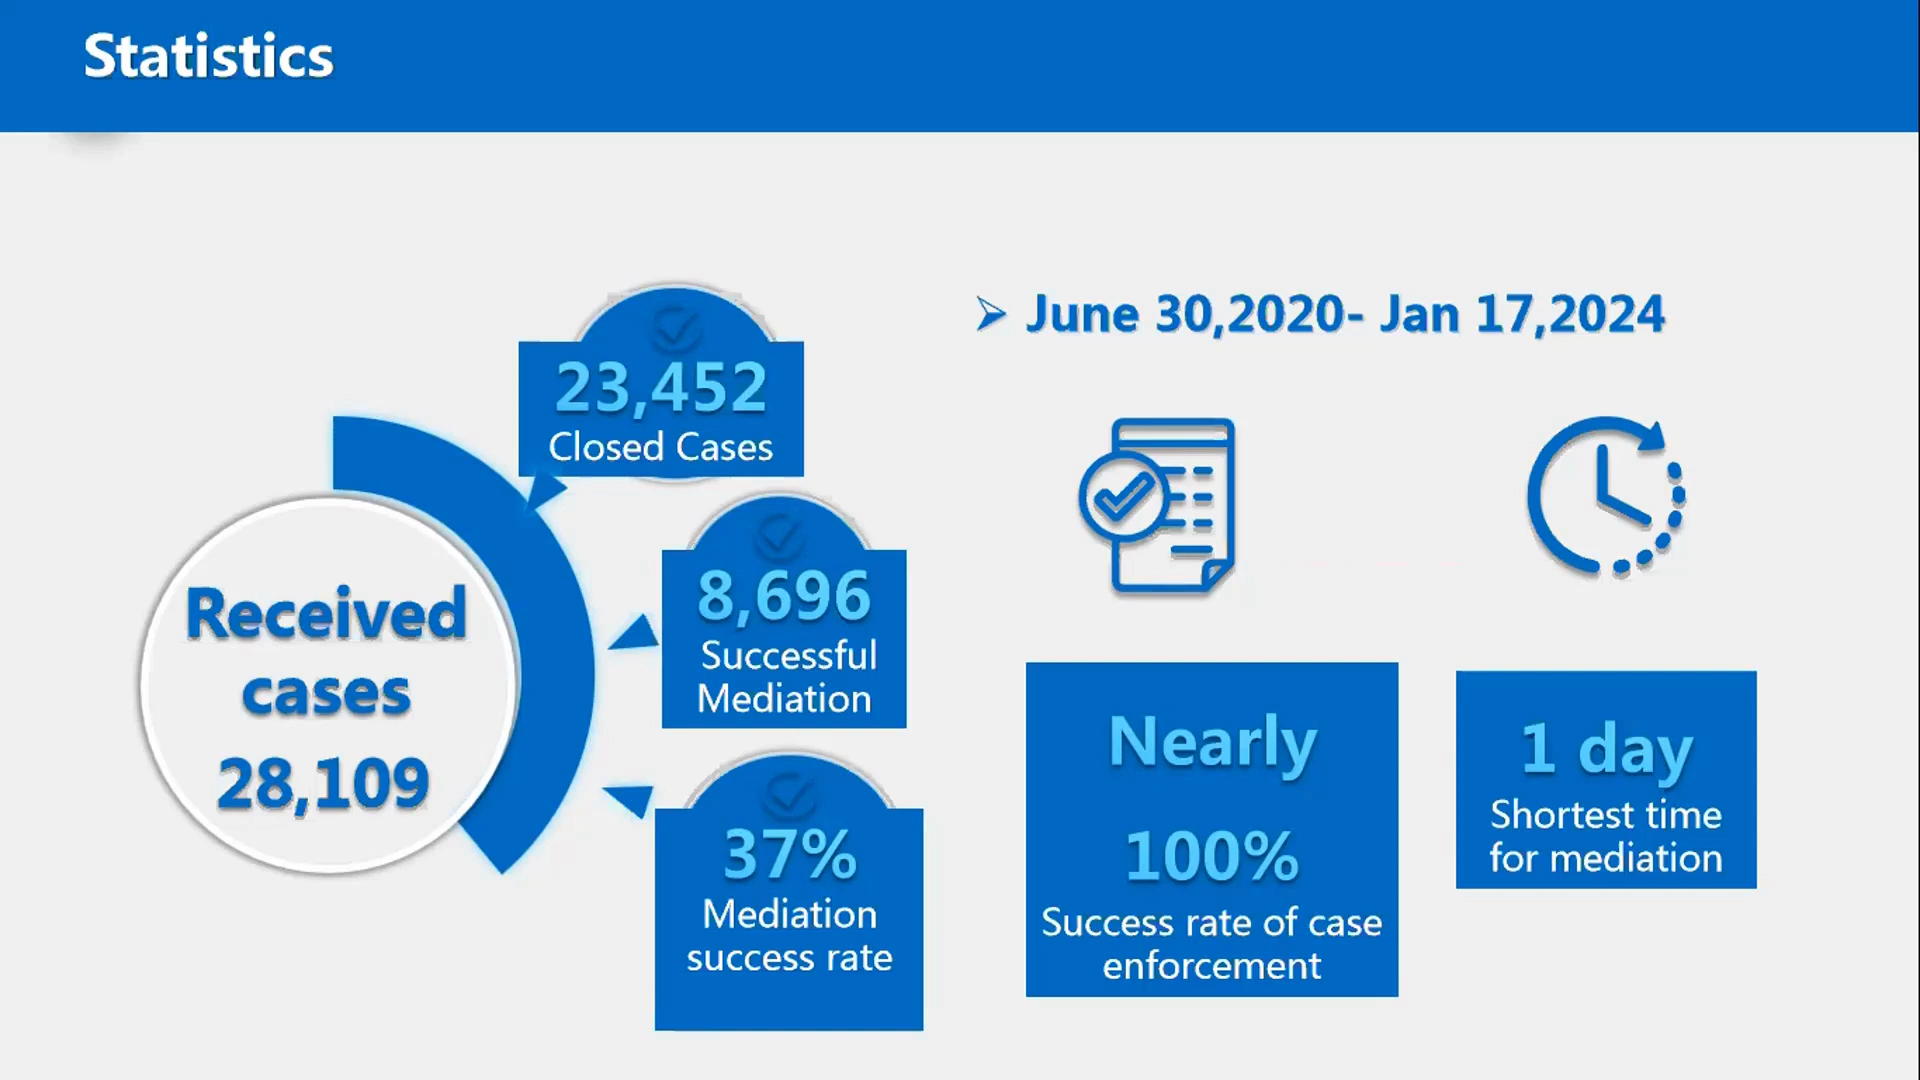 Statistics
Received
cases
28,109
23,452
Closed Cases
8,696
Successful
Mediation
37%
Mediation
success rate
June 30,2020- Jan 17,2024
Nearly
100%
Success rate of case
enforcement
1 day
Shortest time
for mediation